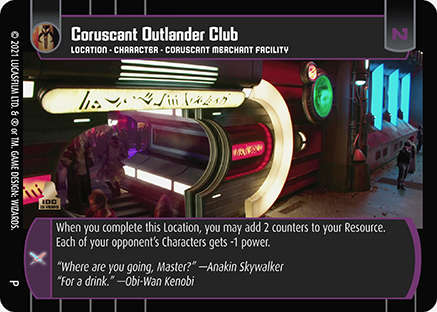 Coruscant Outlander Club
LOCATION - CHARACTER - CORUSCANT MERCHANT FACILITY
N
© 2021 LUCASFILM LTD. & ® or TM. GAME DESIGN: WIZARDS.
IDC
When you complete this Location, you may add 2 counters to your Resource.
Each of your opponent's Characters gets -1 power.
"Where are you going, Master?" —Anakin Skywalker
"For a drink." —Obi-Wan Kenobi
P